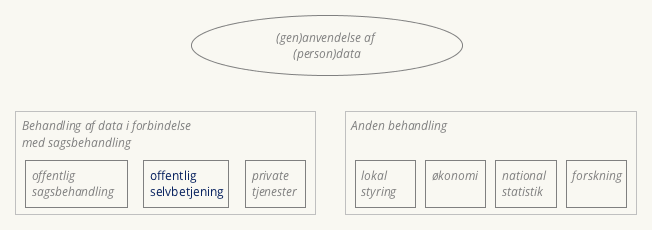 (gen)anvendelse af
(person)data
Behandling af data i forbindelse
med sagsbehandling
Anden behandling
offentlig
sagsbehandling
offentlig
selvbetjening
private
tjenester
lokal
styring
økonomi
national
statistik
forskning